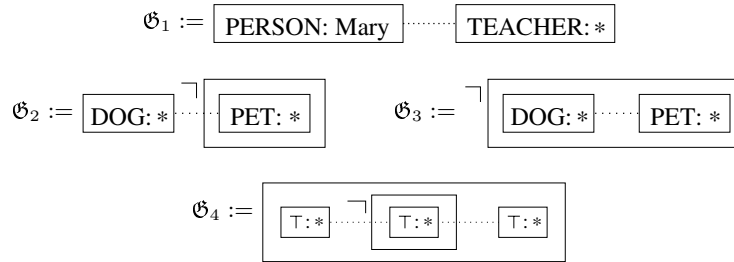 𝔊₁ := PERSON: Mary TEACHER: *
𝔊₂ := DOG: * ¬ PET: * 𝔊₃ := ¬ DOG: * PET: *
𝔊₄ := ⊤: * ¬ ⊤: * ⊤: *